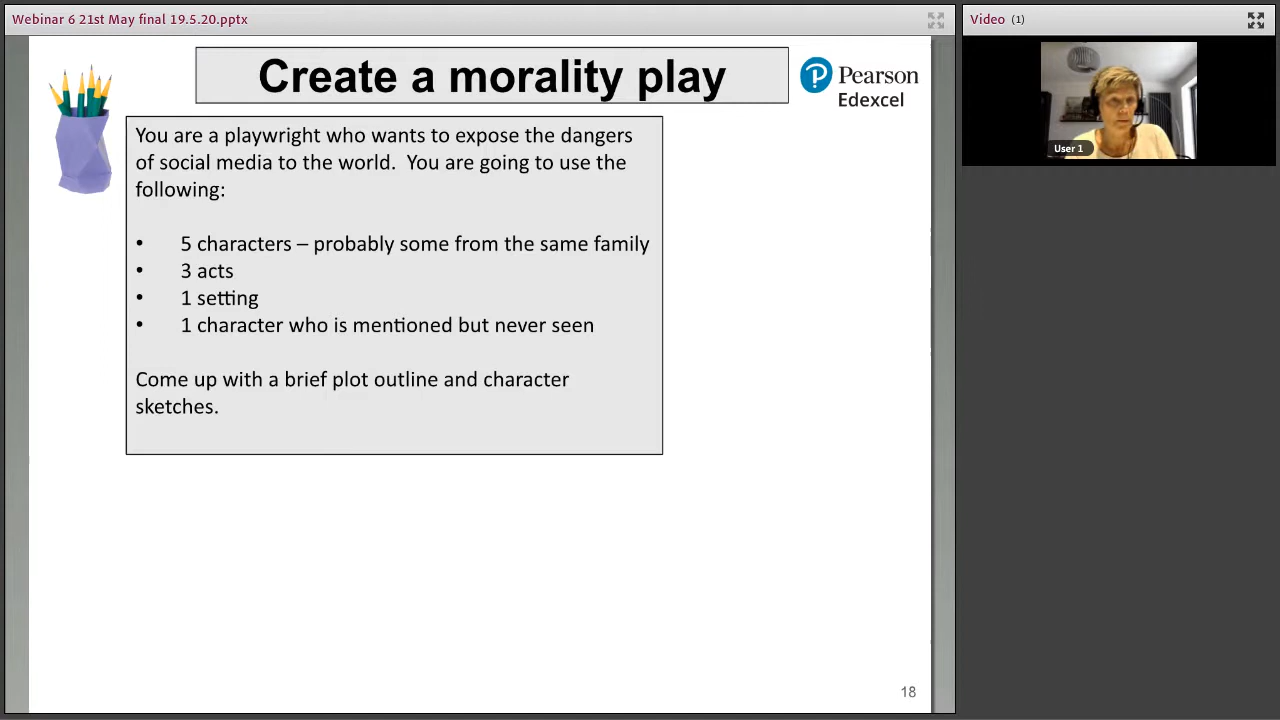 Webinar 6 21st May final 19.5.20.pptx
Video (1)
Create a morality play
Pearson
Edexcel
User 1
You are a playwright who wants to expose the dangers
of social media to the world.  You are going to use the
following:
• 5 characters – probably some from the same family
• 3 acts
• 1 setting
• 1 character who is mentioned but never seen
Come up with a brief plot outline and character
sketches.
18